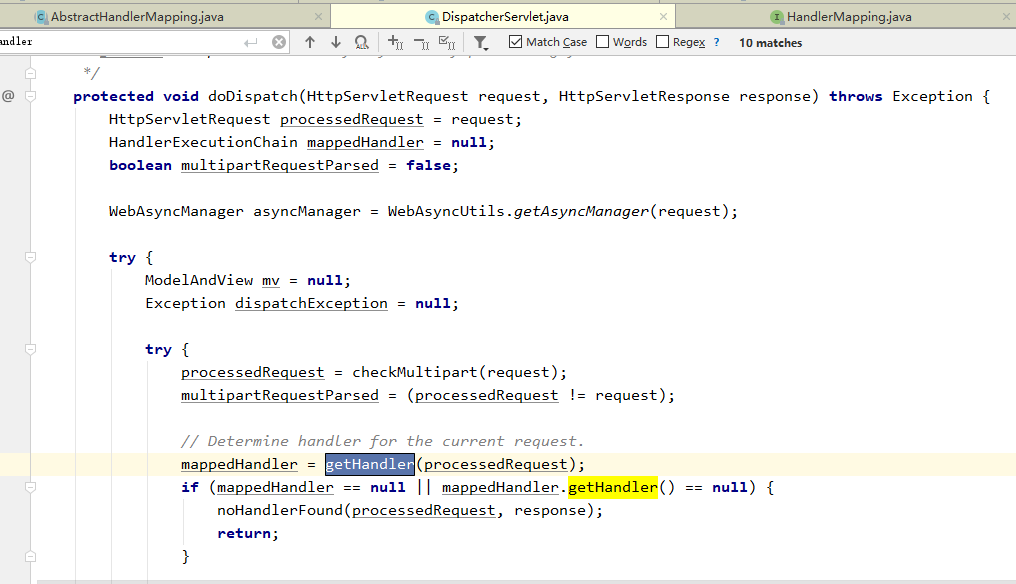 AbstractHandlerMapping.java DispatcherServlet.java HandlerMapping.java
andler Match Case Words Regex ? 10 matches
*/
@ protected void doDispatch(HttpServletRequest request, HttpServletResponse response) throws Exception {
HttpServletRequest processedRequest = request;
HandlerExecutionChain mappedHandler = null;
boolean multipartRequestParsed = false;
WebAsyncManager asyncManager = WebAsyncUtils.getAsyncManager(request);
try {
ModelAndView mv = null;
Exception dispatchException = null;
try {
processedRequest = checkMultipart(request);
multipartRequestParsed = (processedRequest != request);
// Determine handler for the current request.
mappedHandler = getHandler(processedRequest);
if (mappedHandler == null || mappedHandler.getHandler() == null) {
noHandlerFound(processedRequest, response);
return;
}